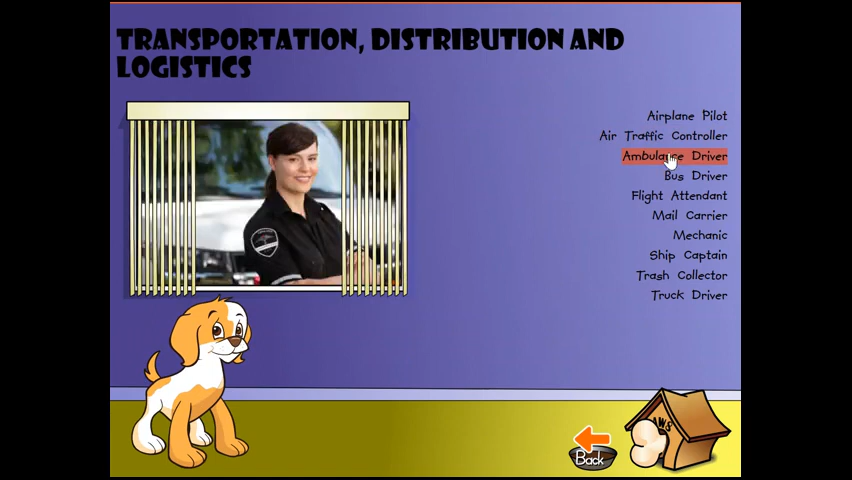 TRANSPORTATION, DISTRIBUTION AND
LOGISTICS
Airplane Pilot
Air Traffic Controller
Ambulance Driver
Bus Driver
Flight Attendant
Mail Carrier
Mechanic
Ship Captain
Trash Collector
Truck Driver
Back